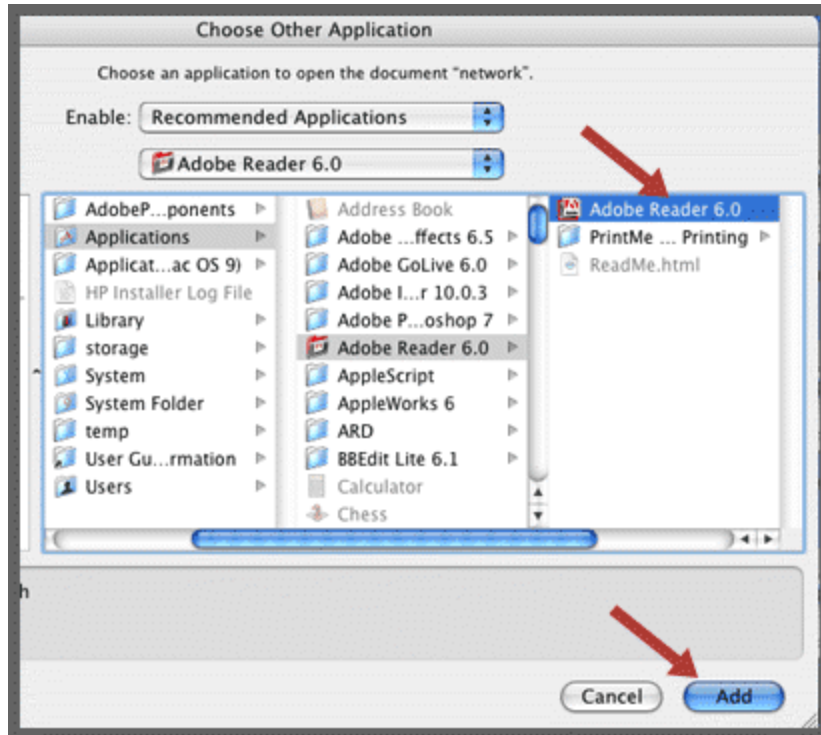 Choose Other Application
Choose an application to open the document “network”.
Enable: Recommended Applications
Adobe Reader 6.0
AdobeP...ponents
Applications
Applicat...ac OS 9)
HP Installer Log File
Library
storage
System
System Folder
temp
User Gu...rmation
Users
Address Book
Adobe ...ffects 6.5
Adobe GoLive 6.0
Adobe I...r 10.0.3
Adobe P...oshop 7
Adobe Reader 6.0
AppleScript
AppleWorks 6
ARD
BBEdit Lite 6.1
Calculator
Chess
Adobe Reader 6.0
PrintMe ... Printing
ReadMe.html
h
Cancel
Add